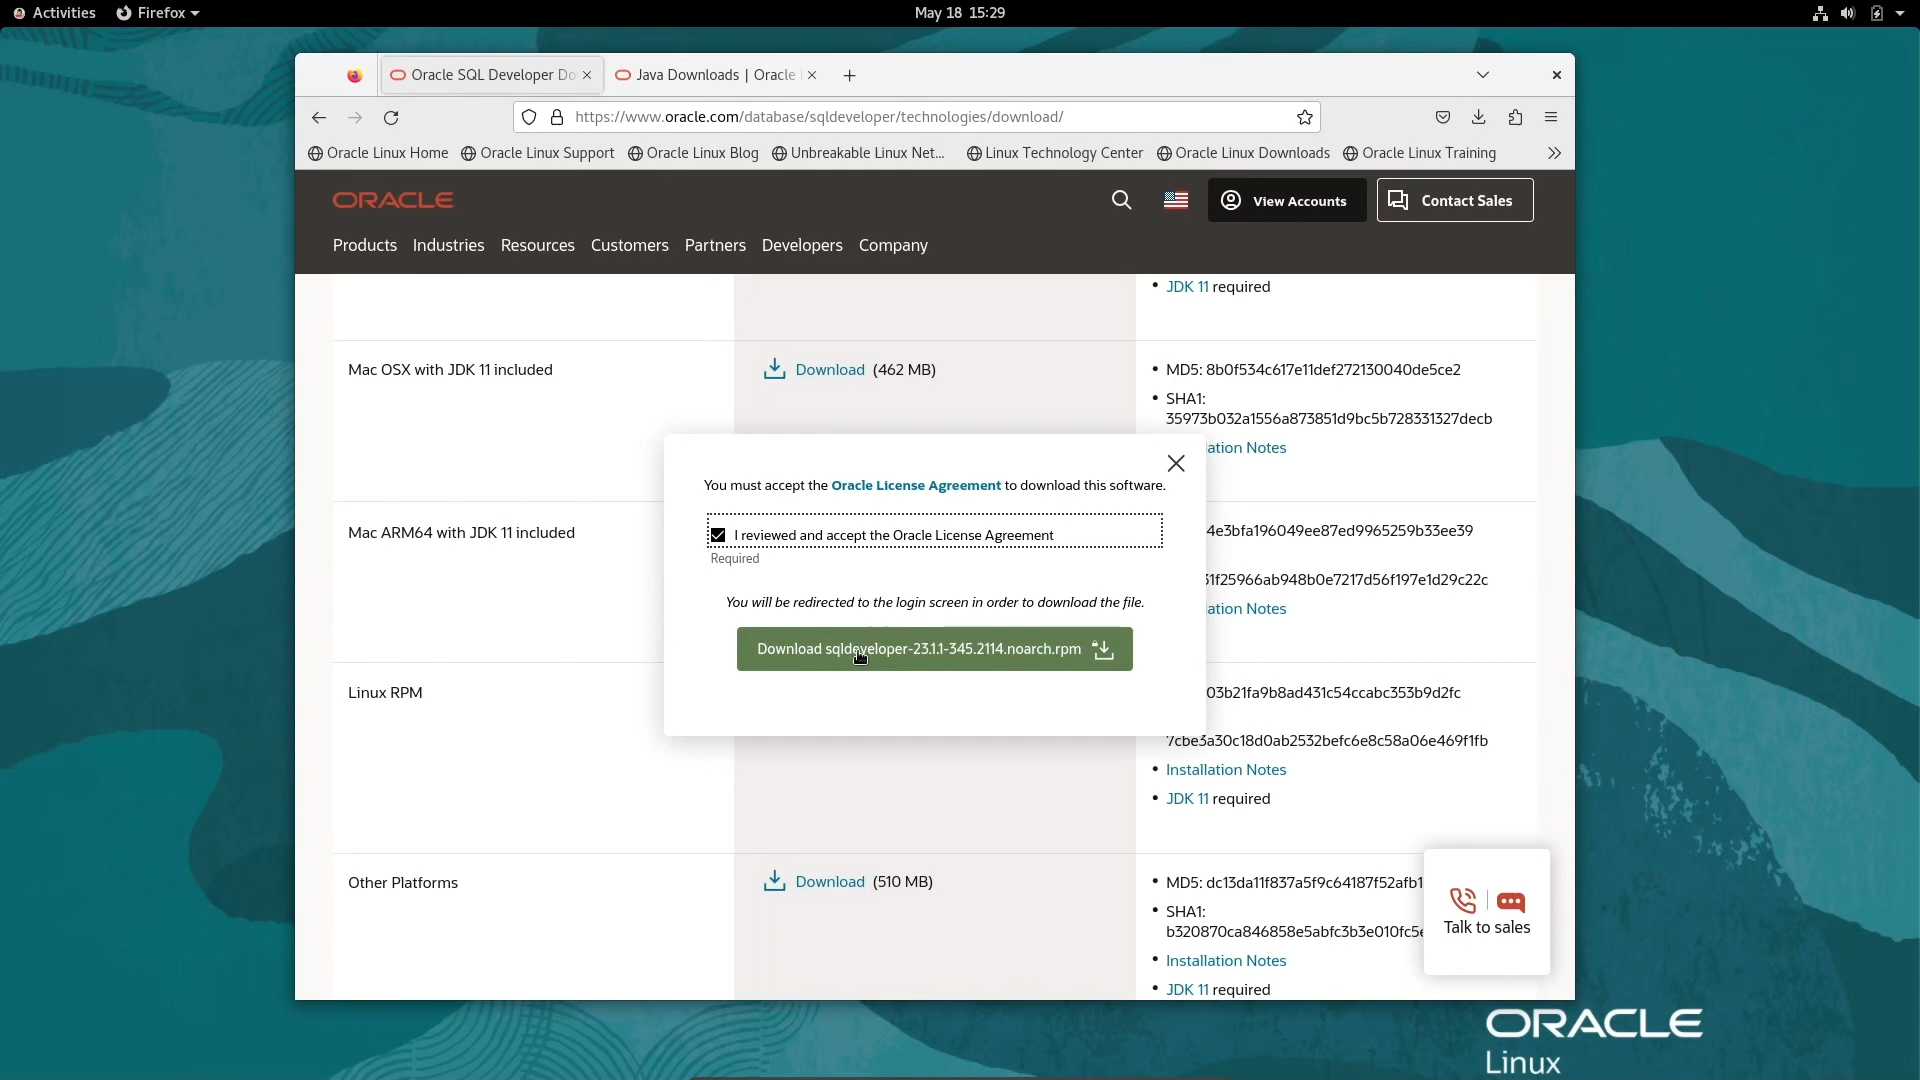 Activities Firefox May 18 15:29
Oracle SQL Developer Do Java Downloads | Oracle
https://www.oracle.com/database/sqldeveloper/technologies/download/
Oracle Linux Home Oracle Linux Support Oracle Linux Blog Unbreakable Linux Net... Linux Technology Center Oracle Linux Downloads Oracle Linux Training
ORACLE View Accounts Contact Sales
Products Industries Resources Customers Partners Developers Company
• JDK 11 required
Mac OSX with JDK 11 included Download (462 MB) • MD5: 8b0f534c617e11def272130040de5ce2
• SHA1:
35973b032a1556a873851d9bc5b728331327decb
ation Notes
You must accept the Oracle License Agreement to download this software.
I reviewed and accept the Oracle License Agreement
Required
You will be redirected to the login screen in order to download the file.
Download sqldeveloper-23.1.1-345.2114.noarch.rpm
Mac ARM64 with JDK 11 included 4e3bfa196049ee87ed9965259b33ee39
31f25966ab948b0e7217d56f197e1d29c22c
ation Notes
Linux RPM 03b21fa9b8ad431c54ccabc353b9d2fc
7cbe3a30c18d0ab2532befc6e8c58a06e469f1fb
• Installation Notes
• JDK 11 required
Other Platforms Download (510 MB) • MD5: dc13da11f837a5f9c64187f52afb1
• SHA1:
b320870ca846858e5abfc3b3e010fc5e
• Installation Notes
• JDK 11 required
Talk to sales
ORACLE
Linux